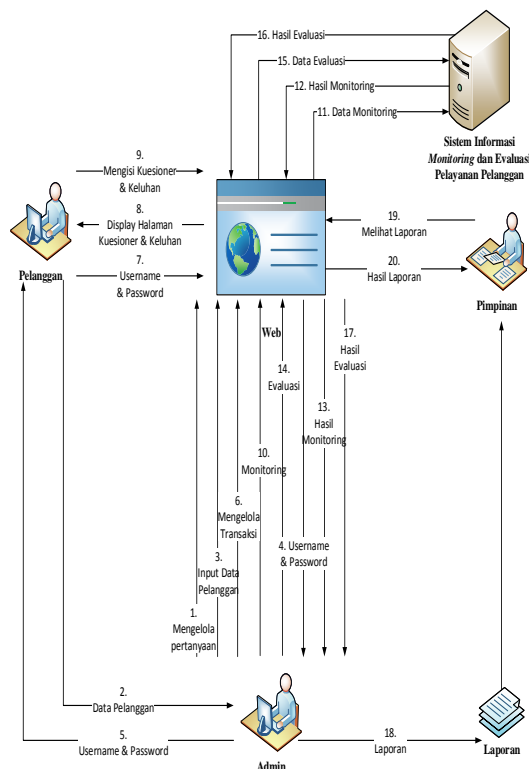 16. Hasil Evaluasi
15. Data Evaluasi
12. Hasil Monitoring
11. Data Monitoring
Sistem Informasi
Monitoring dan Evaluasi
Pelayanan Pelanggan
9.
Mengisi Kuesioner
& Keluhan
8.
Display Halaman
Kuesioner & Keluhan
7.
Username
& Password
Pelanggan
19.
Melihat Laporan
20.
Hasil Laporan
Pimpinan
Web
17.
Hasil
Evaluasi
14.
Evaluasi
13.
Hasil
Monitoring
10.
Monitoring
6.
Mengelola
Transaksi
4. Username
& Password
3.
Input Data
Pelanggan
1.
Mengelola
pertanyaan
2.
Data Pelanggan
5.
Username & Password
Admin
18.
Laporan
Laporan